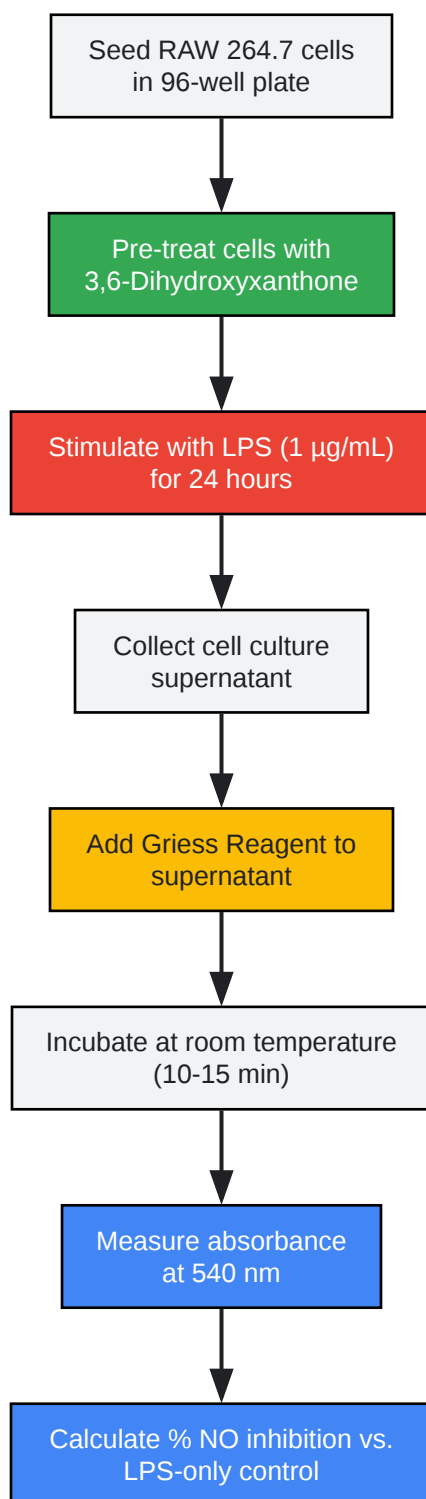 Seed RAW 264.7 cells
in 96-well plate
Pre-treat cells with
3,6-Dihydroxyxanthone
Stimulate with LPS (1 µg/mL)
for 24 hours
Collect cell culture
supernatant
Add Griess Reagent to
supernatant
Incubate at room temperature
(10-15 min)
Measure absorbance
at 540 nm
Calculate % NO inhibition vs.
LPS-only control